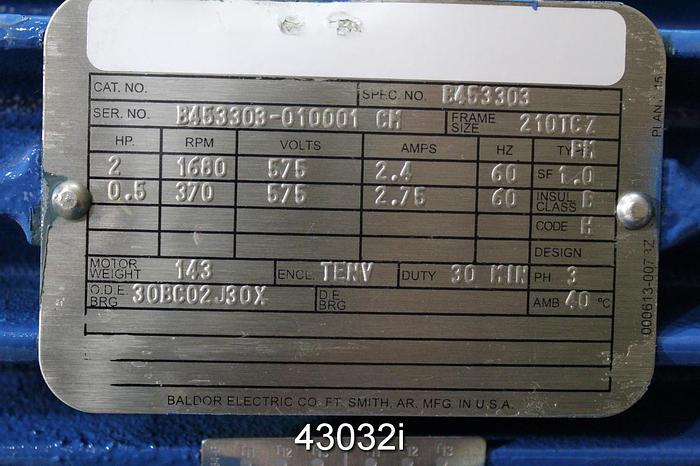 CAT. NO. SPEC. NO. B453303
SER. NO. B453303-010001 CM FRAME SIZE 210TCZ
HP. RPM VOLTS AMPS HZ TYPE PM
2 1680 575 2.4 60 SF 1.0
0.5 370 575 2.75 60 INSUL. CLASS
CODE H
DESIGN
MOTOR WEIGHT 143 ENCL. TENV DUTY 30 MIN PH 3
O.D.E. BRG 30BC02J30X D.E. BRG AMB 40 °C
BALDOR ELECTRIC CO. FT. SMITH, AR. MFG. IN U.S.A.
PLAN. 15
43032i